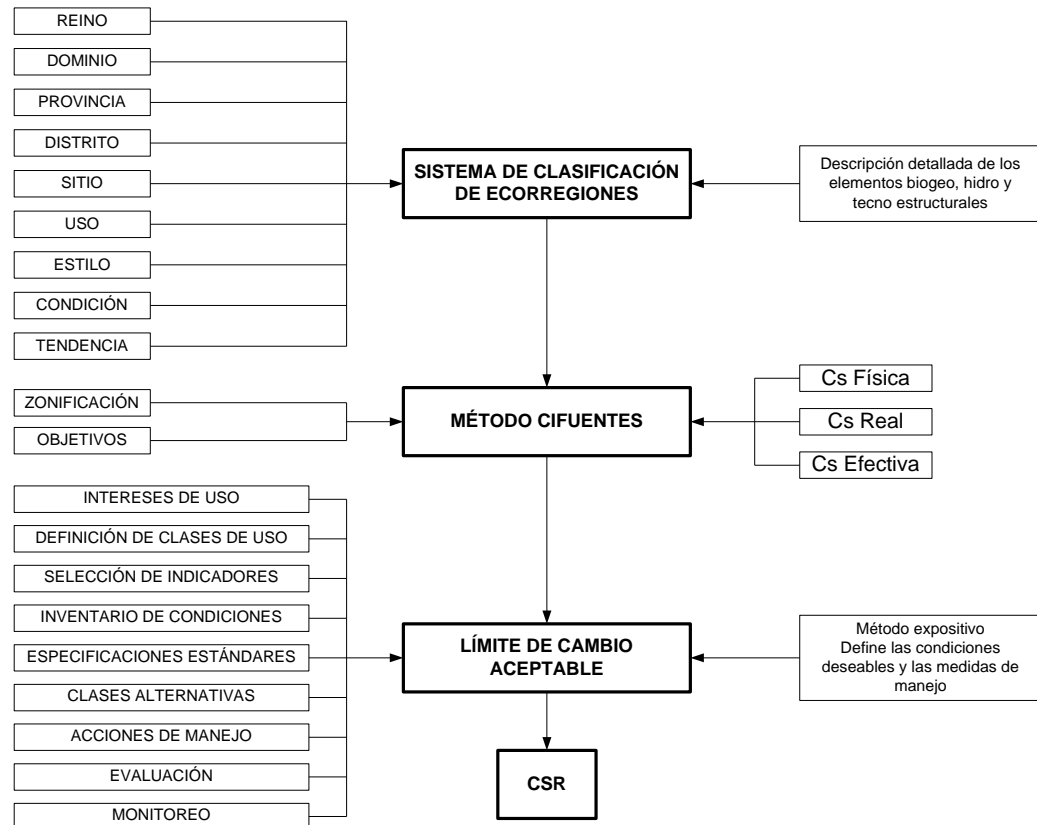 REINO
DOMINIO
PROVINCIA
DISTRITO
SITIO
USO
ESTILO
CONDICIÓN
TENDENCIA
SISTEMA DE CLASIFICACIÓN
DE ECORREGIONES
Descripción detallada de los
elementos biogeo, hidro y
tecno estructurales
ZONIFICACIÓN
OBJETIVOS
MÉTODO CIFUENTES
Cs Física
Cs Real
Cs Efectiva
INTERESES DE USO
DEFINICIÓN DE CLASES DE USO
SELECCIÓN DE INDICADORES
INVENTARIO DE CONDICIONES
ESPECIFICACIONES ESTÁNDARES
CLASES ALTERNATIVAS
ACCIONES DE MANEJO
EVALUACIÓN
MONITOREO
LÍMITE DE CAMBIO
ACEPTABLE
Método expositivo
Define las condiciones
deseables y las medidas de
manejo
CSR